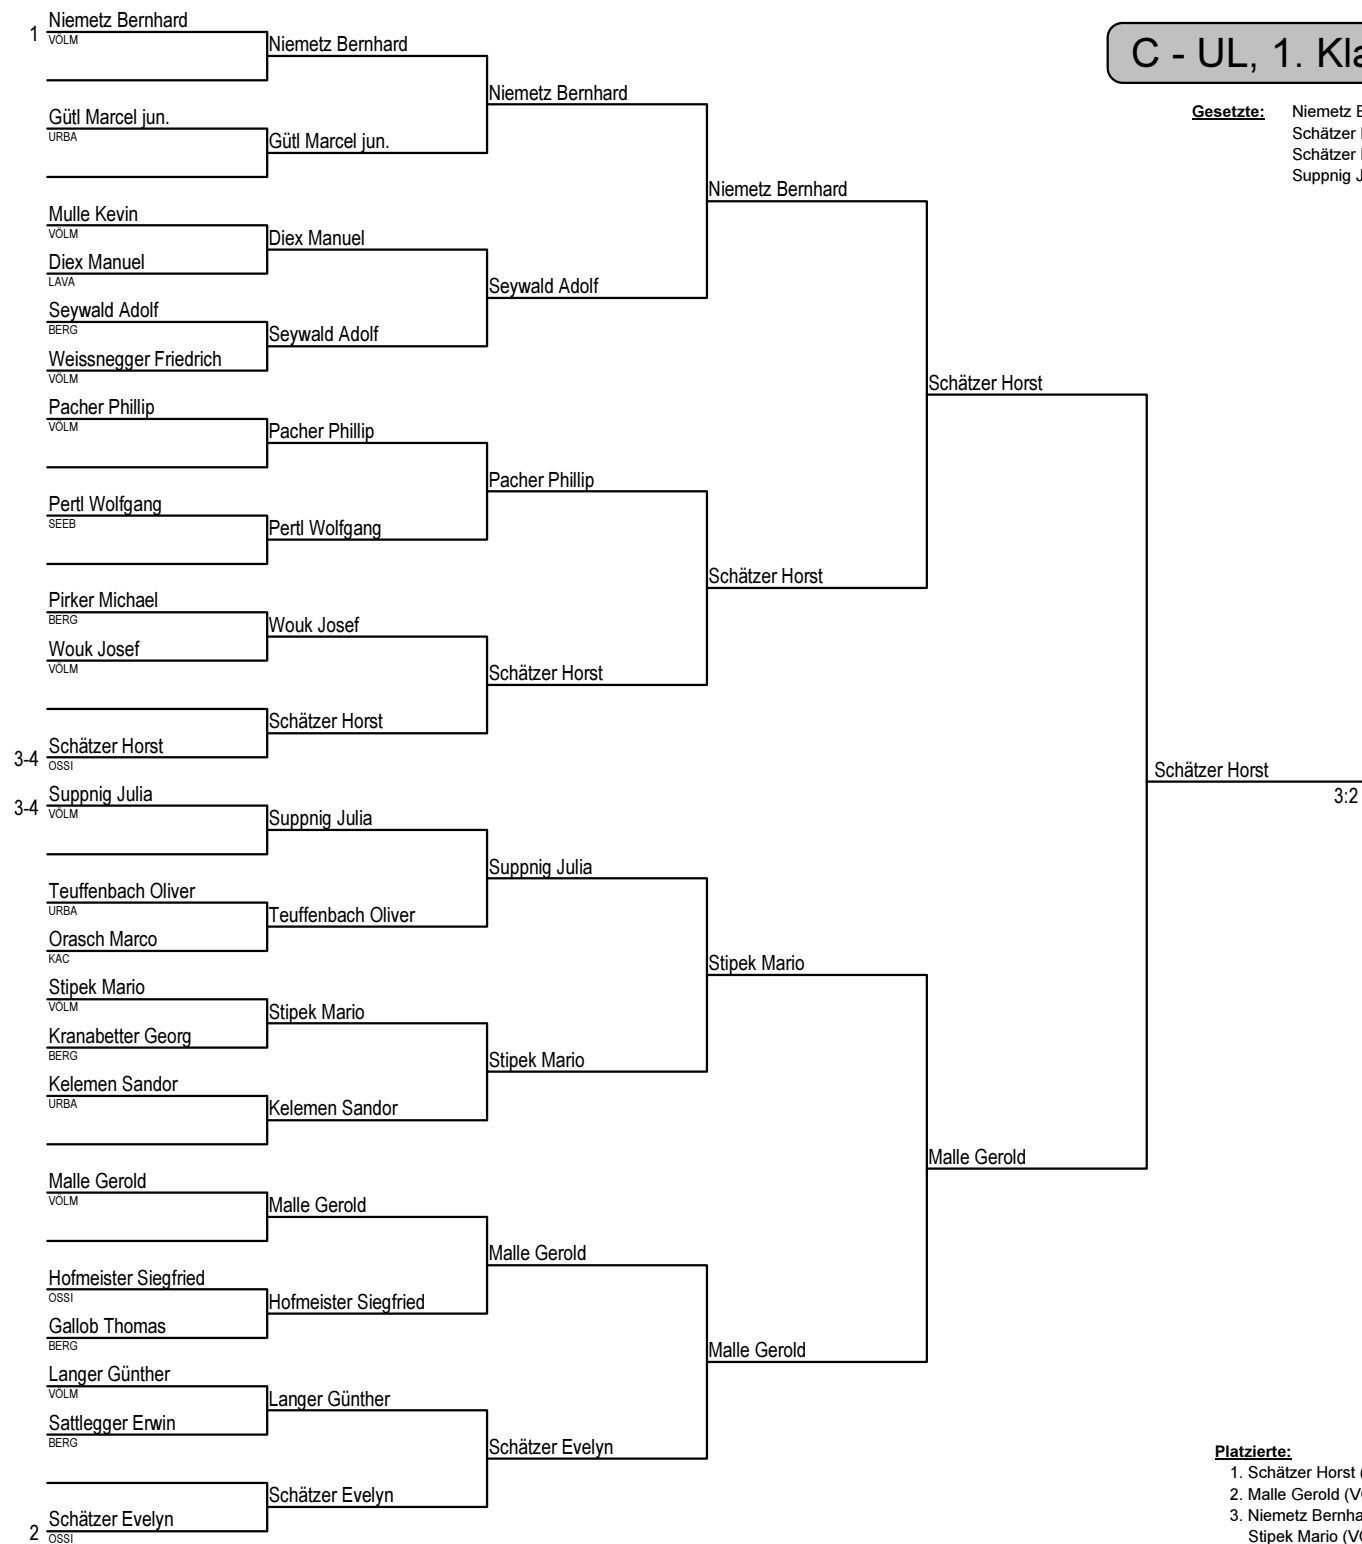 C - UL, 1. Kla
Gesetzte: Niemetz B
Schätzer
Schätzer
Suppnig J
1 Niemetz Bernhard
VÖLM
Gütl Marcel jun.
URBA
Mulle Kevin
VÖLM
Diex Manuel
LAVA
Seywald Adolf
BERG
Weissnegger Friedrich
VÖLM
Pacher Phillip
VÖLM
Pertl Wolfgang
SEEB
Pirker Michael
BERG
Wouk Josef
VÖLM
3-4 Schätzer Horst
OSSI
3-4 Suppnig Julia
VÖLM
Teuffenbach Oliver
URBA
Orasch Marco
KAC
Stipek Mario
VÖLM
Kranabetter Georg
BERG
Kelemen Sandor
URBA
Malle Gerold
VÖLM
Hofmeister Siegfried
OSSI
Gallob Thomas
BERG
Langer Günther
VÖLM
Sattlegger Erwin
BERG
2 Schätzer Evelyn
OSSI
Niemetz Bernhard
Gütl Marcel jun.
Diex Manuel
Seywald Adolf
Pacher Phillip
Pertl Wolfgang
Wouk Josef
Schätzer Horst
Suppnig Julia
Teuffenbach Oliver
Stipek Mario
Kelemen Sandor
Malle Gerold
Hofmeister Siegfried
Langer Günther
Schätzer Evelyn
Niemetz Bernhard
Seywald Adolf
Pacher Phillip
Schätzer Horst
Suppnig Julia
Stipek Mario
Malle Gerold
Schätzer Evelyn
Niemetz Bernhard
Schätzer Horst
Stipek Mario
Malle Gerold
Schätzer Horst
Malle Gerold
Schätzer Horst
3:2
Platzierte:
1. Schätzer Horst (
2. Malle Gerold (VÖ
3. Niemetz Bernha
Stipek Mario (VÖ